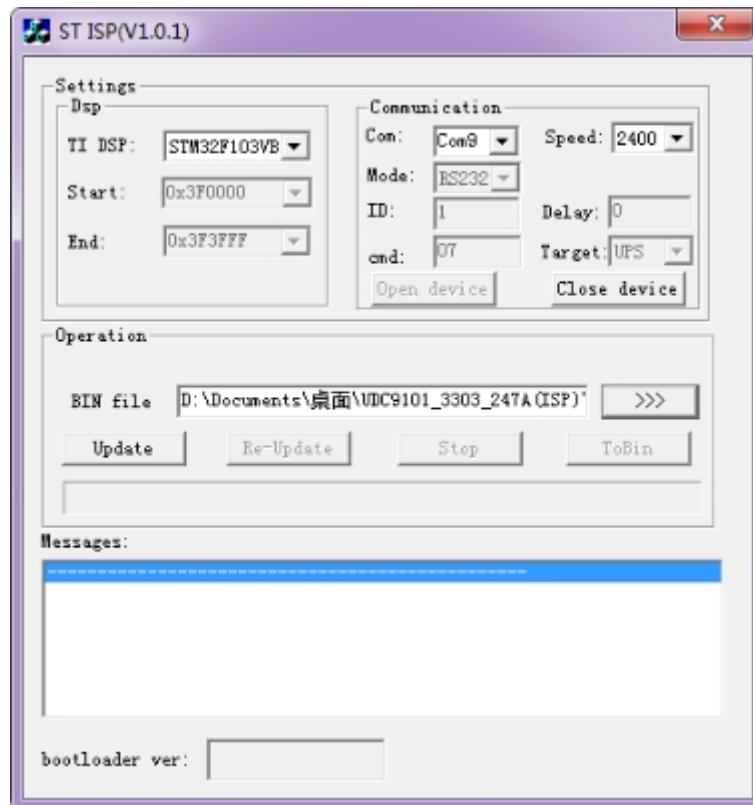 ST ISP(V1.0.1)
Settings
Dsp
TI DSP: STM32F103VB
Start: 0x3F0000
End: 0x3F3FFF
Communication
Com: Com9 Speed: 2400
Mode: RS232
ID: 1 Delay: 0
cmd: 07 Target: UPS
Open device Close device
Operation
BIN file D:\Documents\桌面\UDC9101_3303_247A(ISP)" >>>
Update Re-Update Stop ToBin
Messages:
------------------------------------------------
bootloader ver: